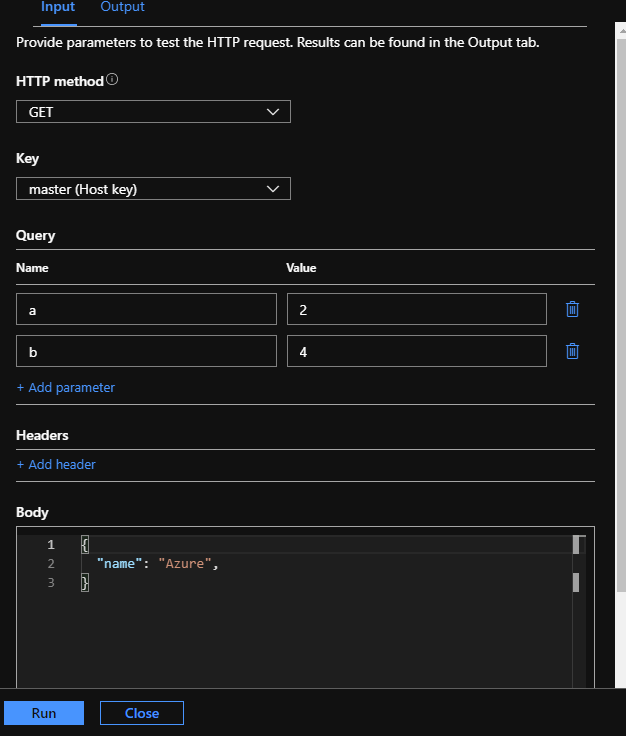 Input Output
Provide parameters to test the HTTP request. Results can be found in the Output tab.
HTTP method
GET
Key
master (Host key)
Query
Name Value
a 2
b 4
+ Add parameter
Headers
+ Add header
Body
1 {
2 "name": "Azure",
3 }
Run Close